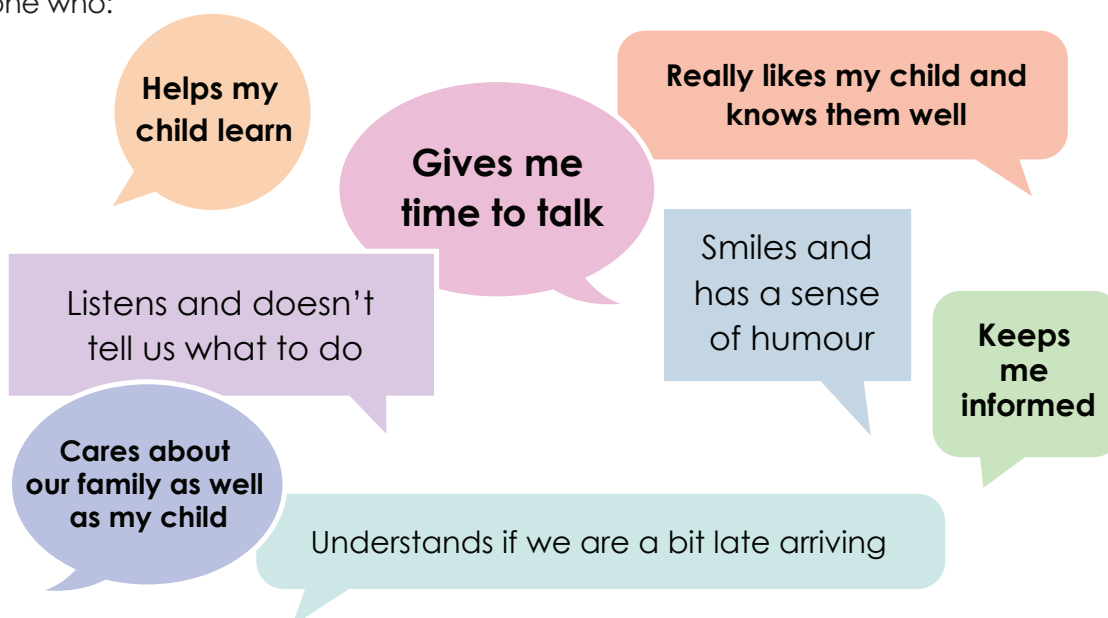 one who:
Helps my
child learn
Really likes my child and
knows them well
Gives me
time to talk
Smiles and
has a sense
of humour
Listens and doesn't
tell us what to do
Keeps
me
informed
Cares about
our family as well
as my child
Understands if we are a bit late arriving